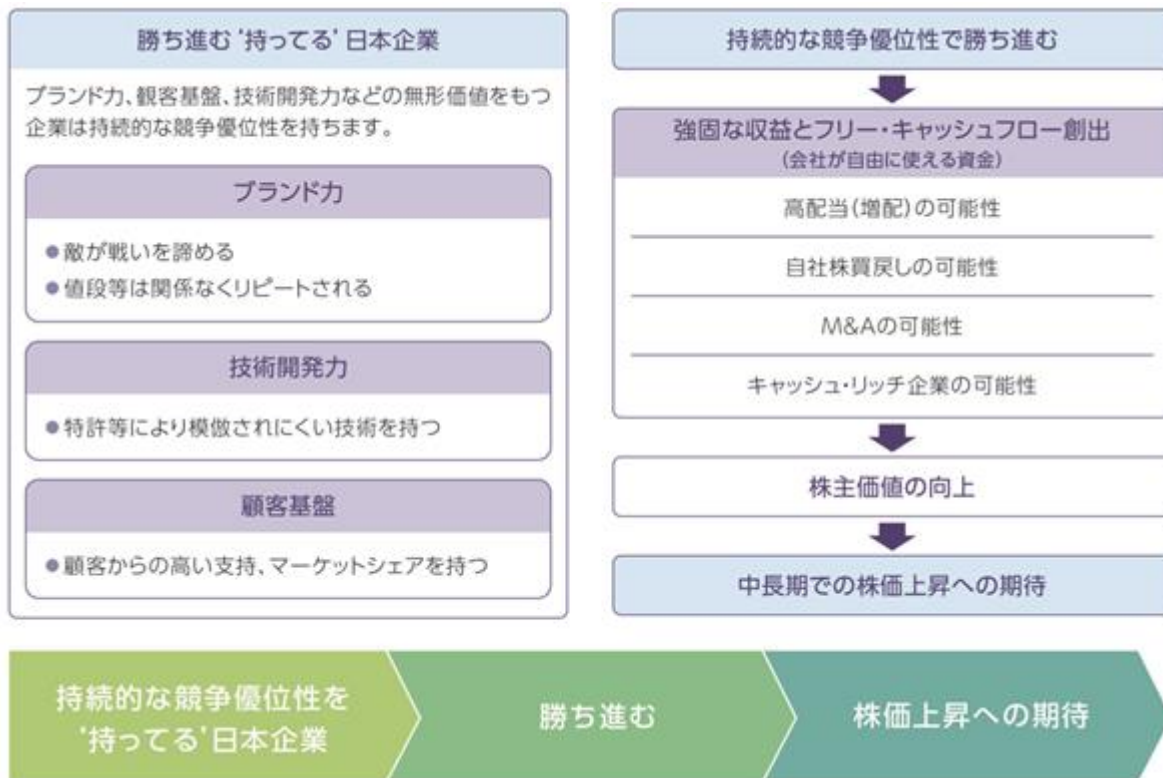 勝ち進む‘持ってる’日本企業
ブランド力、観客基盤、技術開発力などの無形価値をもつ
企業は持続的な競争優位性を持ちます。
ブランド力
●敵が戦いを諦める
●値段等は関係なくリピートされる
技術開発力
●特許等により模倣されにくい技術を持つ
顧客基盤
●顧客からの高い支持、マーケットシェアを持つ
持続的な競争優位性で勝ち進む
強固な収益とフリー・キャッシュフロー創出
(会社が自由に使える資金)
高配当(増配)の可能性
自社株買戻しの可能性
M&Aの可能性
キャッシュ・リッチ企業の可能性
株主価値の向上
中長期での株価上昇への期待
持続的な競争優位性を
‘持ってる’日本企業
勝ち進む
株価上昇への期待